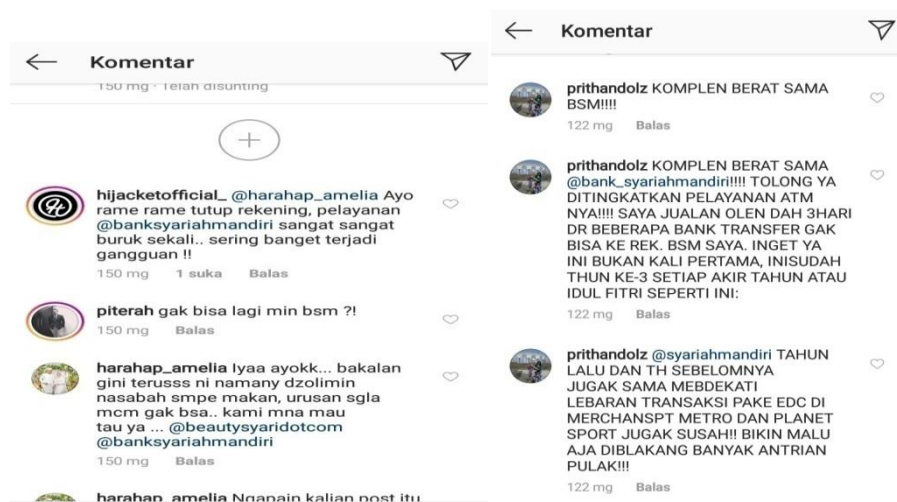 Komentar
150 mg · Telah disunting
hijacketofficial_ @harahap_amelia Ayo
rame rame tutup rekening, pelayanan
@banksyariahmandiri sangat sangat
buruk sekali.. sering banget terjadi
gangguan !!
150 mg 1 suka Balas
piterah gak bisa lagi min bsm ?!
150 mg Balas
harahap_amelia Iyaa ayokk... bakalan
gini terusss ni namany dzolimin
nasabah smpe makan, urusan sgla
mcm gak bsa.. kami mna mau
tau ya ... @beautysyaridotcom
@banksyariahmandiri
150 mg Balas
harahap_amelia Ngapain kalian post itu
Komentar
prithandolz KOMPLEN BERAT SAMA
BSM!!!!
122 mg Balas
prithandolz KOMPLEN BERAT SAMA
@bank_syariahmandiri!!!! TOLONG YA
DITINGKATKAN PELAYANAN ATM
NYA!!!! SAYA JUALAN OLEN DAH 3HARI
DR BEBERAPA BANK TRANSFER GAK
BISA KE REK. BSM SAYA. INGET YA
INI BUKAN KALI PERTAMA, INISUDAH
THUN KE-3 SETIAP AKIR TAHUN ATAU
IDUL FITRI SEPERTI INI:
122 mg Balas
prithandolz @syariahmandiri TAHUN
LALU DAN TH SEBELOMNYA
JUGAK SAMA MEBDEKATI
LEBARAN TRANSAKSI PAKE EDC DI
MERCHANSPT METRO DAN PLANET
SPORT JUGAK SUSAH!! BIKIN MALU
AJA DIBLAKANG BANYAK ANTRIAN
PULAK!!!
122 mg Balas